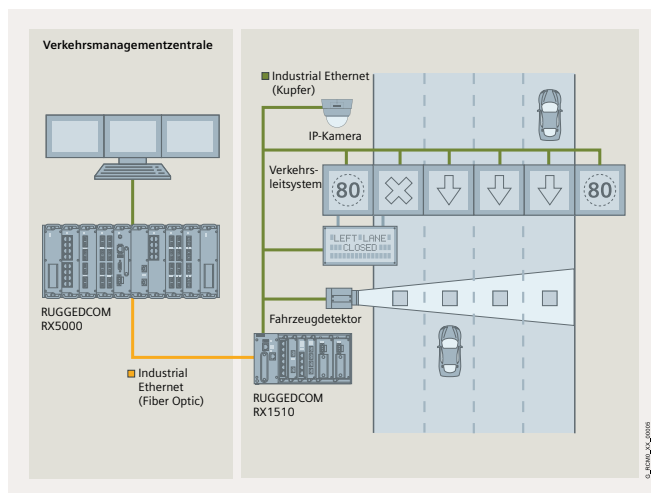 Verkehrsmanagementzentrale
Industrial Ethernet
(Kupfer)
IP-Kamera
Verkehrs-
leitsystem
80
80
LEFT LANE
CLOSED
RUGGEDCOM
RX5000
Fahrzeugdetektor
Industrial
Ethernet
(Fiber Optic)
RUGGEDCOM
RX1510
G_RCM0_XX_00005